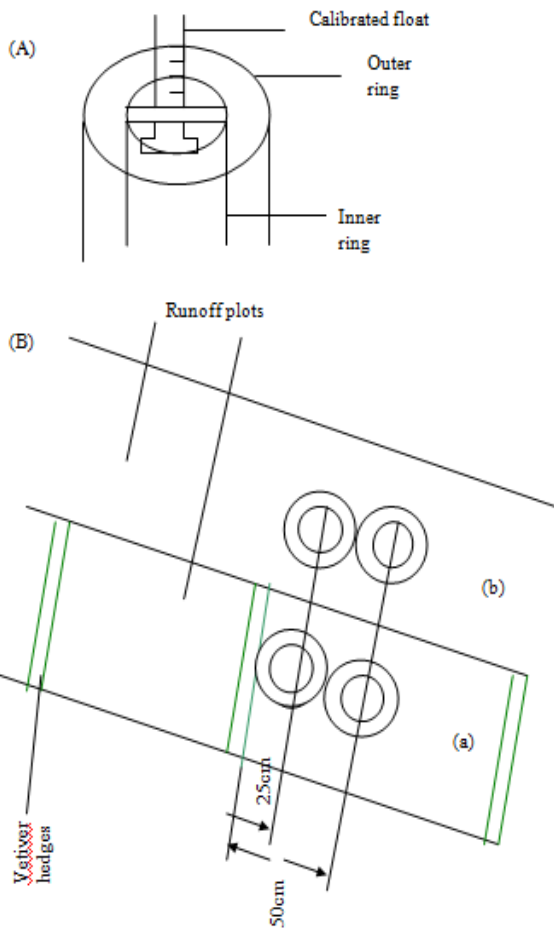 Calibrated float
(A)
Outer
ring
Inner
ring
Runoff plots
(B)
(b)
(a)
25cm
50cm
Vetiver
hedges